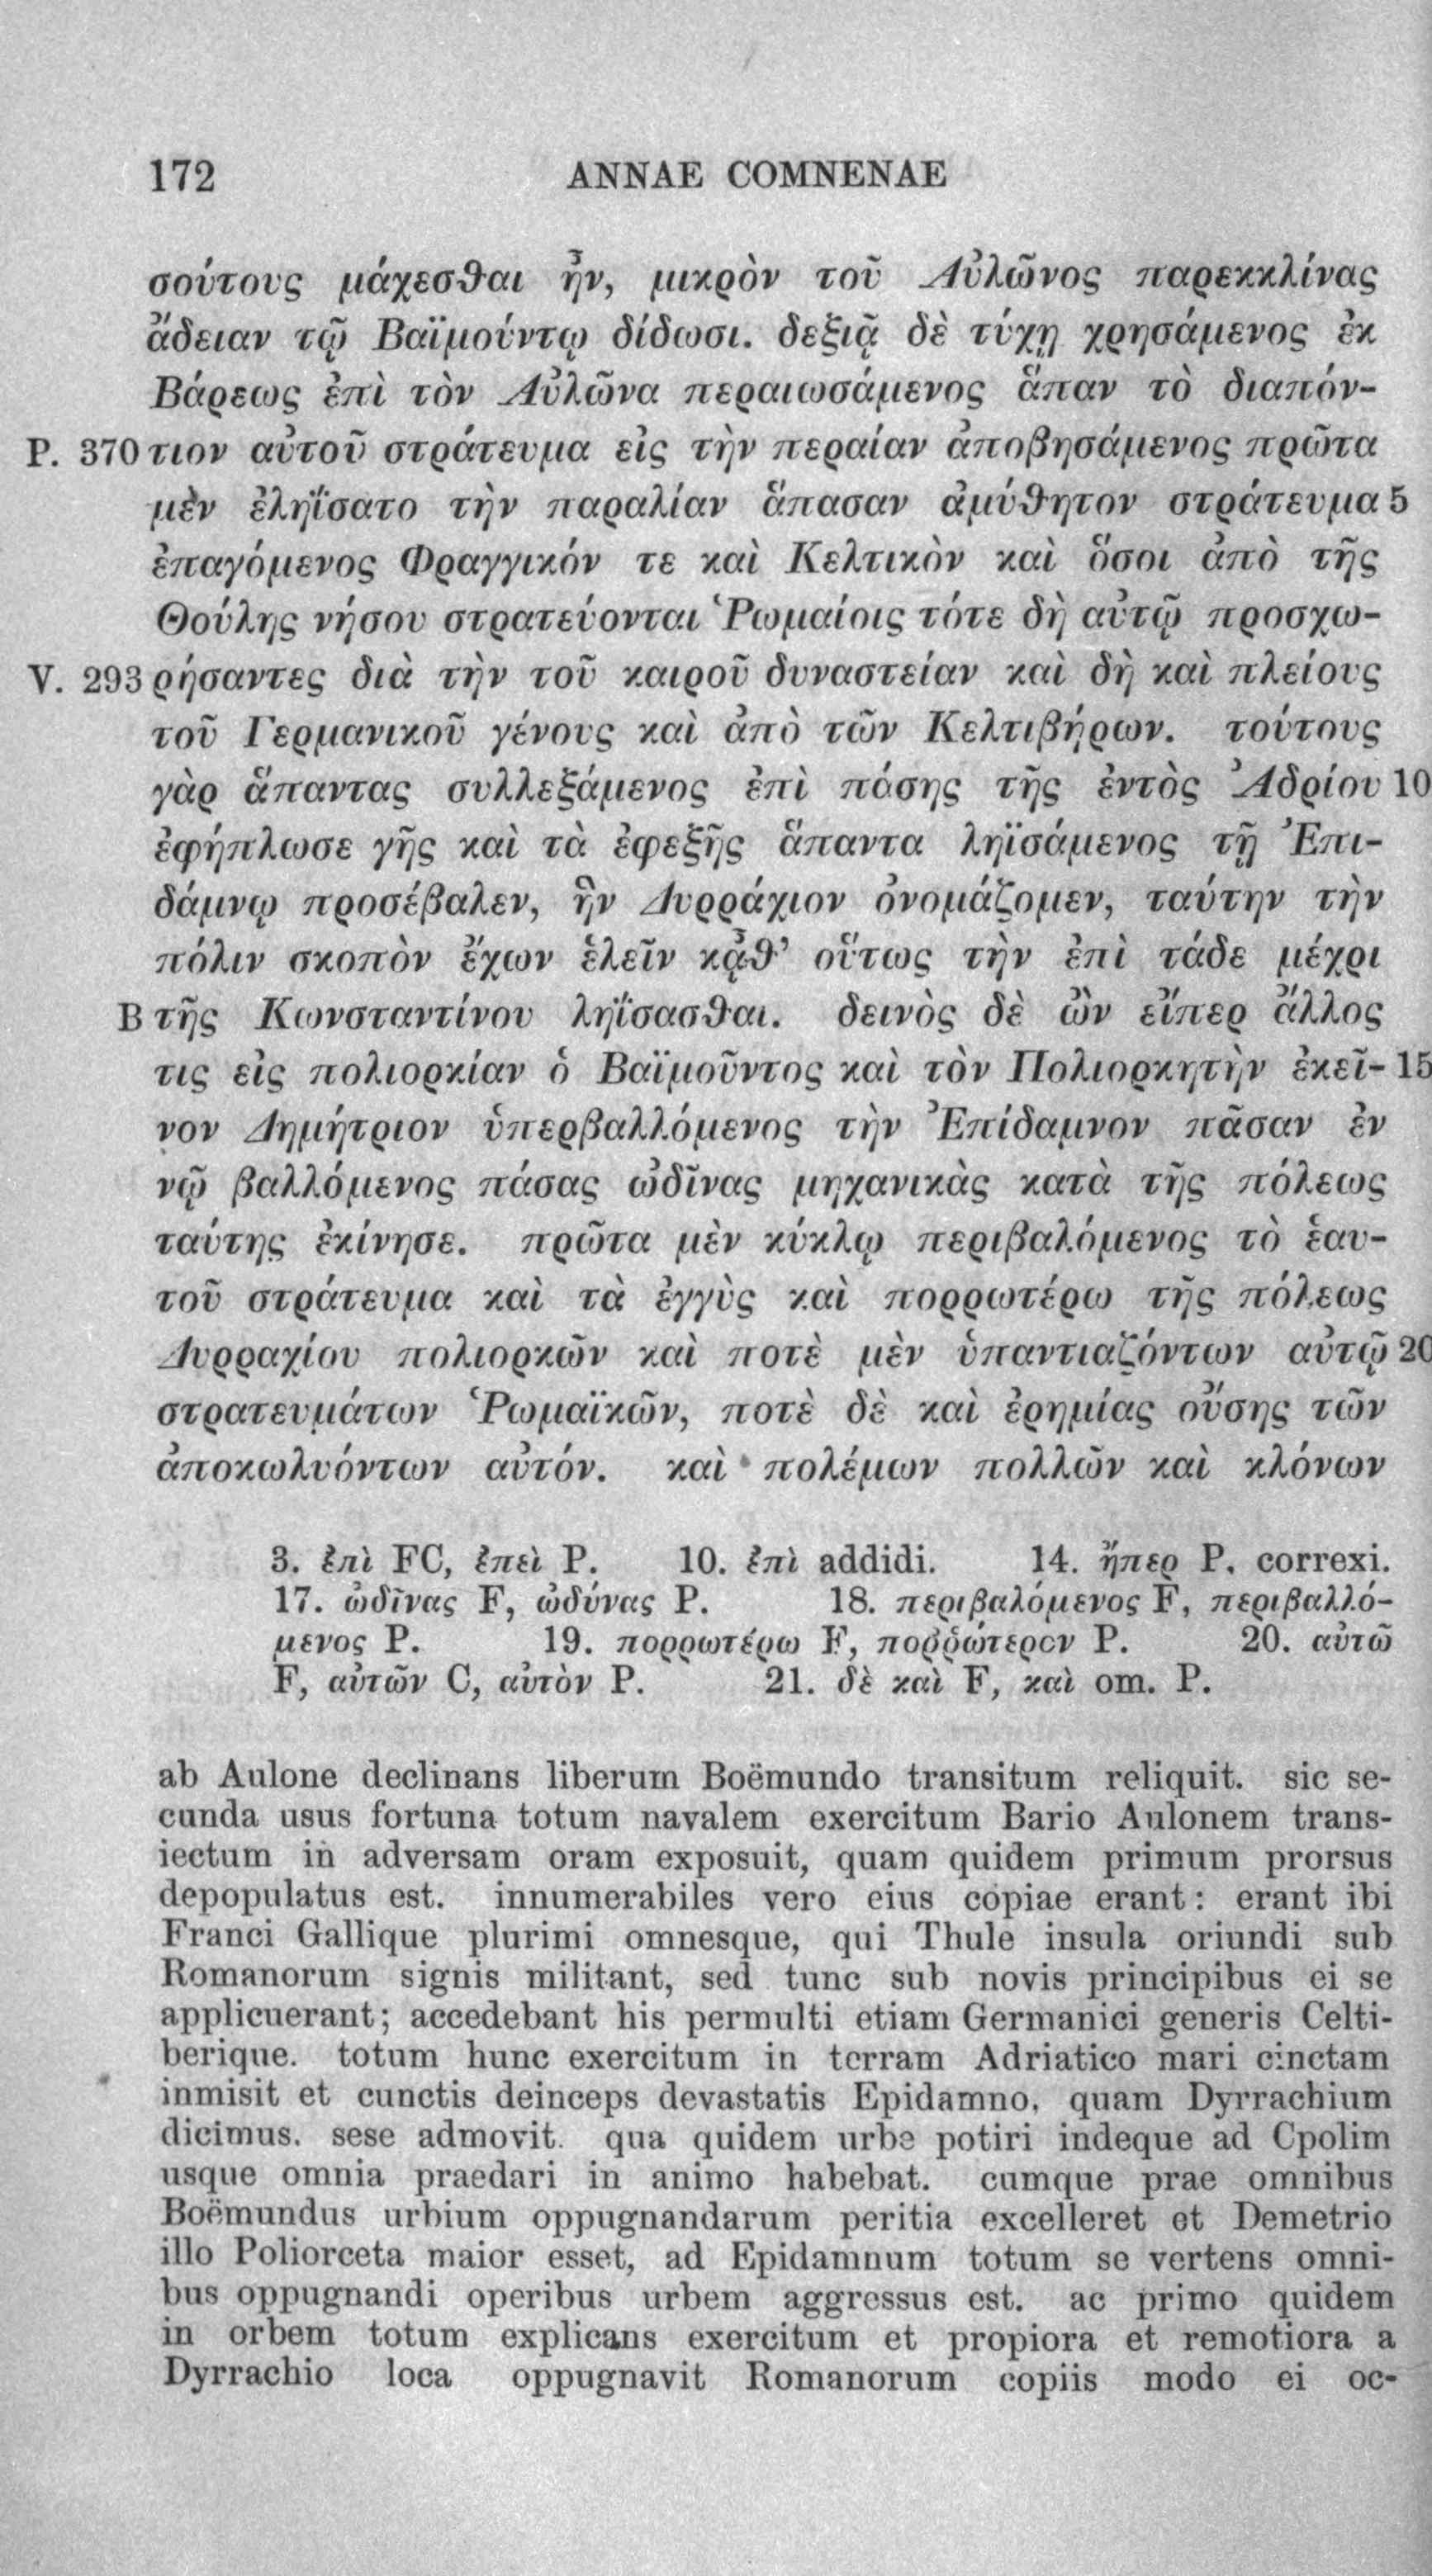 172 ANNAE COMNENAE
σούτους μάχεσθαι ἦν, μικρὸν τοῦ Αὐλῶνος παρεκκλίνας
ἄδειαν τῷ Βαϊμούντῳ δίδωσι. δεξιᾷ δὲ τύχῃ χρησάμενος ἐκ
Βάρεως ἐπὶ τὸν Αὐλῶνα περαιωσάμενος ἅπαν τὸ διαπόν-
P. 370 τιον αὐτοῦ στράτευμα εἰς τὴν περαίαν ἀποβησάμενος πρῶτα
μὲν ἐληΐσατο τὴν παραλίαν ἅπασαν ἀμύθητον στράτευμα 5
ἐπαγόμενος Φραγγικόν τε καὶ Κελτικὸν καὶ ὅσοι ἀπὸ τῆς
Θούλης νήσου στρατεύονται Ῥωμαίοις τότε δὴ αὐτῷ προσχω-
V. 293 ρήσαντες διὰ τὴν τοῦ καιροῦ δυναστείαν καὶ δὴ καὶ πλείους
τοῦ Γερμανικοῦ γένους καὶ ἀπὸ τῶν Κελτιβήρων. τούτους
γὰρ ἅπαντας συλλεξάμενος ἐπὶ πάσης τῆς ἐντὸς Ἀδρίου 10
ἐφήπλωσε γῆς καὶ τὰ ἐφεξῆς ἅπαντα ληϊσάμενος τῇ Ἐπι-
δάμνῳ προσέβαλεν, ἣν Δυρράχιον ὀνομάζομεν, ταύτην τὴν
πόλιν σκοπὸν ἔχων ἑλεῖν κᾆθ’ οὕτως τὴν ἐπὶ τάδε μέχρι
B τῆς Κωνσταντίνου ληΐσασθαι. δεινὸς δὲ ὢν εἴπερ ἄλλος
τις εἰς πολιορκίαν ὁ Βαϊμοῦντος καὶ τὸν Πολιορκητὴν ἐκεῖ- 15
νον Δημήτριον ὑπερβαλλόμενος τὴν Ἐπίδαμνον πᾶσαν ἐν
νῷ βαλλόμενος πάσας ὠδῖνας μηχανικὰς κατὰ τῆς πόλεως
ταύτης ἐκίνησε. πρῶτα μὲν κύκλῳ περιβαλόμενος τὸ ἑαυ-
τοῦ στράτευμα καὶ τὰ ἐγγὺς καὶ πορρωτέρω τῆς πόλεως
Δυρραχίου πολιορκῶν καὶ ποτὲ μὲν ὑπαντιαζόντων αὐτῷ 20
στρατευμάτων Ῥωμαϊκῶν, ποτὲ δὲ καὶ ἐρημίας οὔσης τῶν
ἀποκωλυόντων αὐτόν. καὶ πολέμων πολλῶν καὶ κλόνων
3. ἐπὶ FC, ἐπεὶ P. 10. ἐπὶ addidi. 14. ἤπερ P, correxi.
17. ὠδῖνας F, ὠδύνας P. 18. περιβαλόμενος F, περιβαλλό-
μενος P. 19. πορρωτέρω F, ποῤῥώτερον P. 20. αὐτῶ
F, αὐτῶν C, αὐτὸν P. 21. δὲ καὶ F, καὶ om. P.
ab Aulone declinans liberum Boëmundo transitum reliquit. sic se-
cunda usus fortuna totum navalem exercitum Bario Aulonem trans-
iectum in adversam oram exposuit, quam quidem primum prorsus
depopulatus est. innumerabiles vero eius copiae erant: erant ibi
Franci Gallique plurimi omnesque, qui Thule insula oriundi sub
Romanorum signis militant, sed tunc sub novis principibus ei se
applicuerant; accedebant his permulti etiam Germanici generis Celti-
berique. totum hunc exercitum in terram Adriatico mari cinctam
inmisit et cunctis deinceps devastatis Epidamno, quam Dyrrachium
dicimus, sese admovit. qua quidem urbe potiri indeque ad Cpolim
usque omnia praedari in animo habebat. cumque prae omnibus
Boëmundus urbium oppugnandarum peritia excelleret et Demetrio
illo Poliorceta maior esset, ad Epidamnum totum se vertens omni-
bus oppugnandi operibus urbem aggressus est. ac primo quidem
in orbem totum explicans exercitum et propiora et remotiora a
Dyrrachio loca oppugnavit Romanorum copiis modo ei oc-